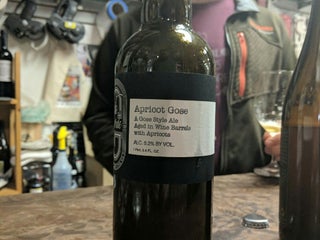 Apricot Gose
A Gose Style Ale
Aged in Wine Barrels
with Apricots
ALC. 5.2% BY VOL.